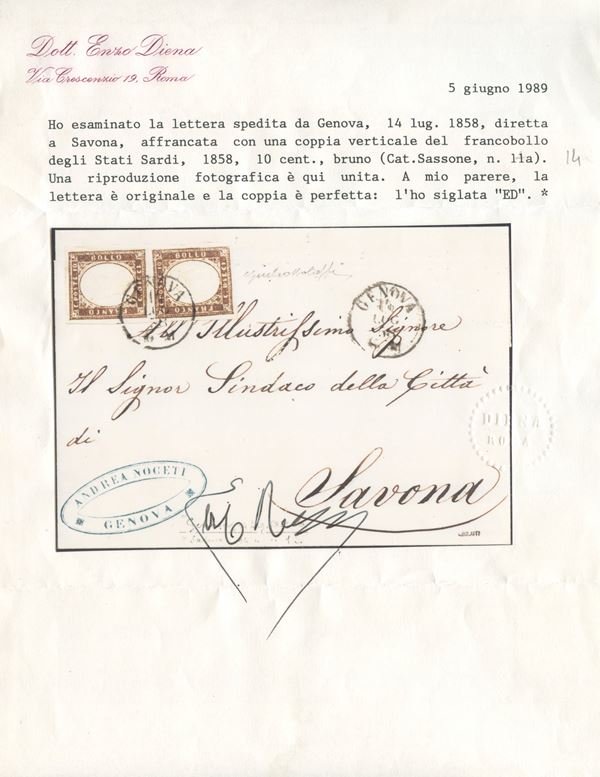 Dott. Enzo Diena
Via Crescenzio 19, Roma
5 giugno 1989
Ho esaminato la lettera spedita da Genova, 14 lug. 1858, diretta
a Savona, affrancata con una coppia verticale del francobollo
degli Stati Sardi, 1858, 10 cent., bruno (Cat.Sassone, n. 11a). 14
Una riproduzione fotografica è qui unita. A mio parere, la
lettera è originale e la coppia è perfetta: l'ho siglata "ED". *
BOLLO BOLLO
FRANCO FRANCO
GENOVA
GENOVA
All' Illustrissimo Signore
Il Signor Sindaco della Città
di
Savona
DIENA
ROMA
ANDREA NOCETI
GENOVA